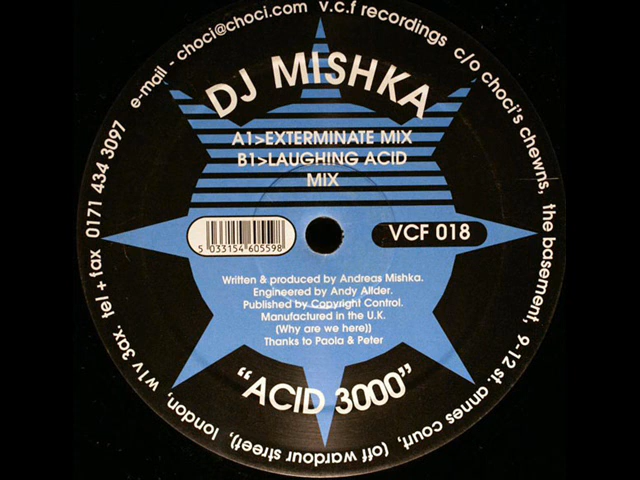 e-mail - choci@choci.com v.c.f recordings c/o choci's chewns, the basement, 9-12 st. annes court, (off wardour street), london, w1v 3ax. tel + fax 0171 434 3097
DJ MISHKA
A1>EXTERMINATE MIX
B1>LAUGHING ACID
MIX
5 033154 605598
VCF 018
Written & produced by Andreas Mishka.
Engineered by Andy Allder.
Published by Copyright Control.
Manufactured in the U.K.
(Why are we here))
Thanks to Paola & Peter
"ACID 3000"